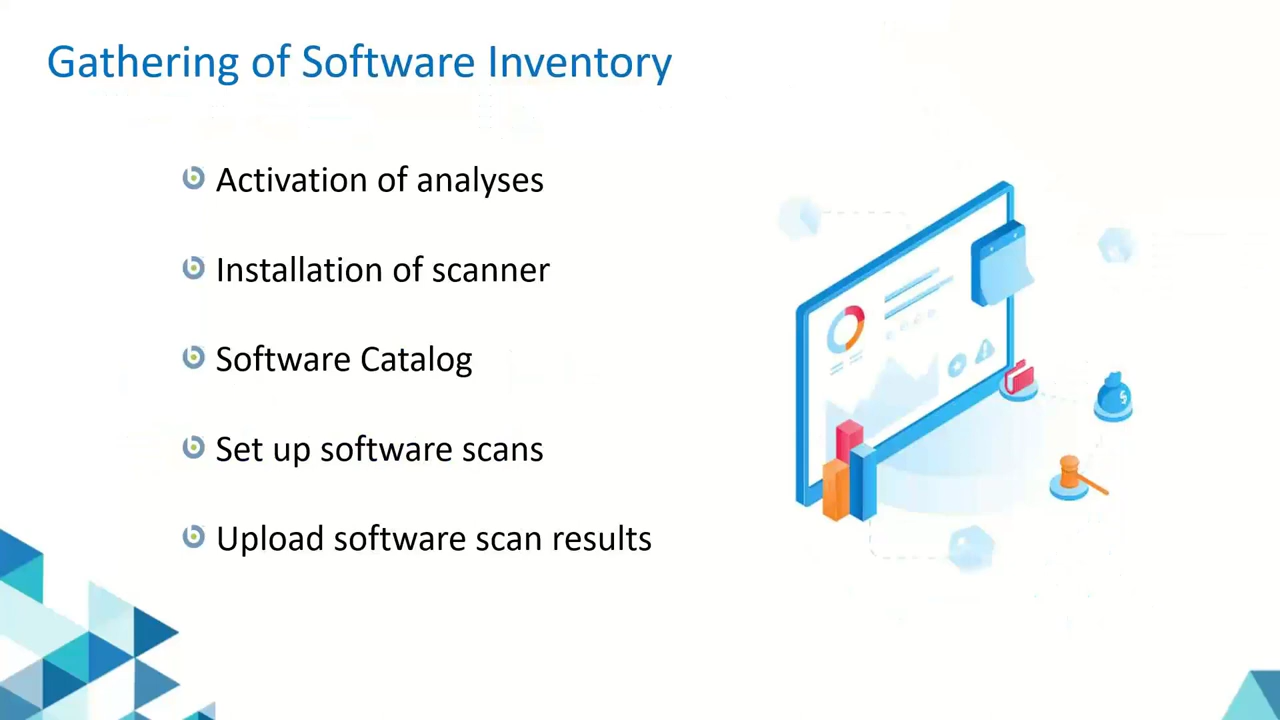 Gathering of Software Inventory
Activation of analyses
Installation of scanner
Software Catalog
Set up software scans
Upload software scan results